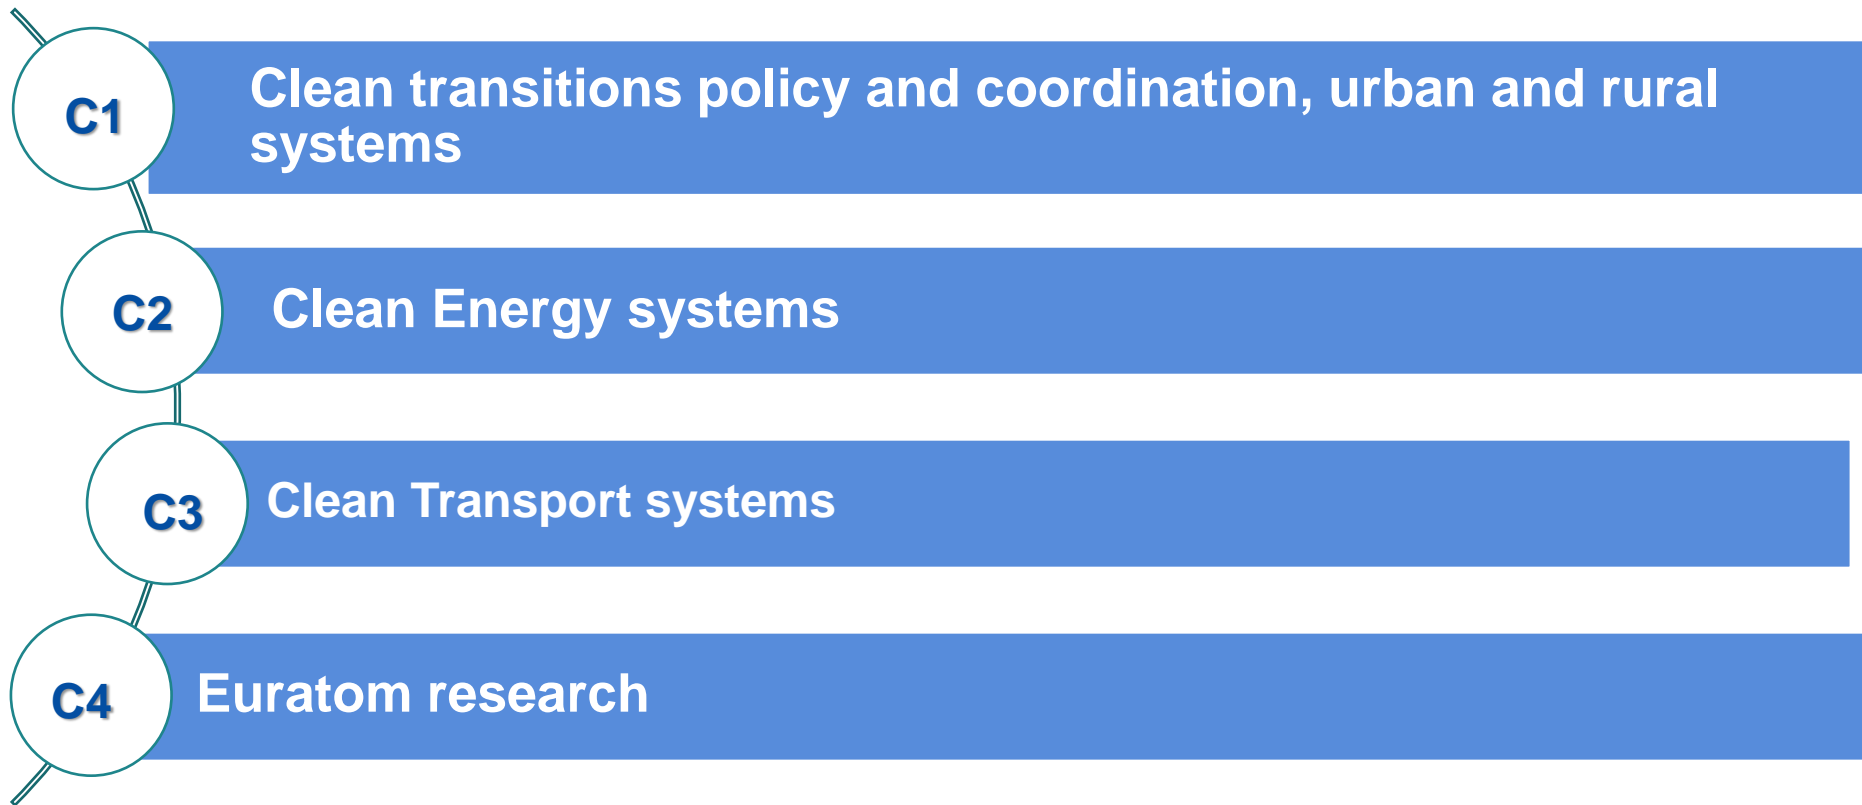 C1
Clean transitions policy and coordination, urban and rural
systems
C2
Clean Energy systems
C3
Clean Transport systems
C4
Euratom research